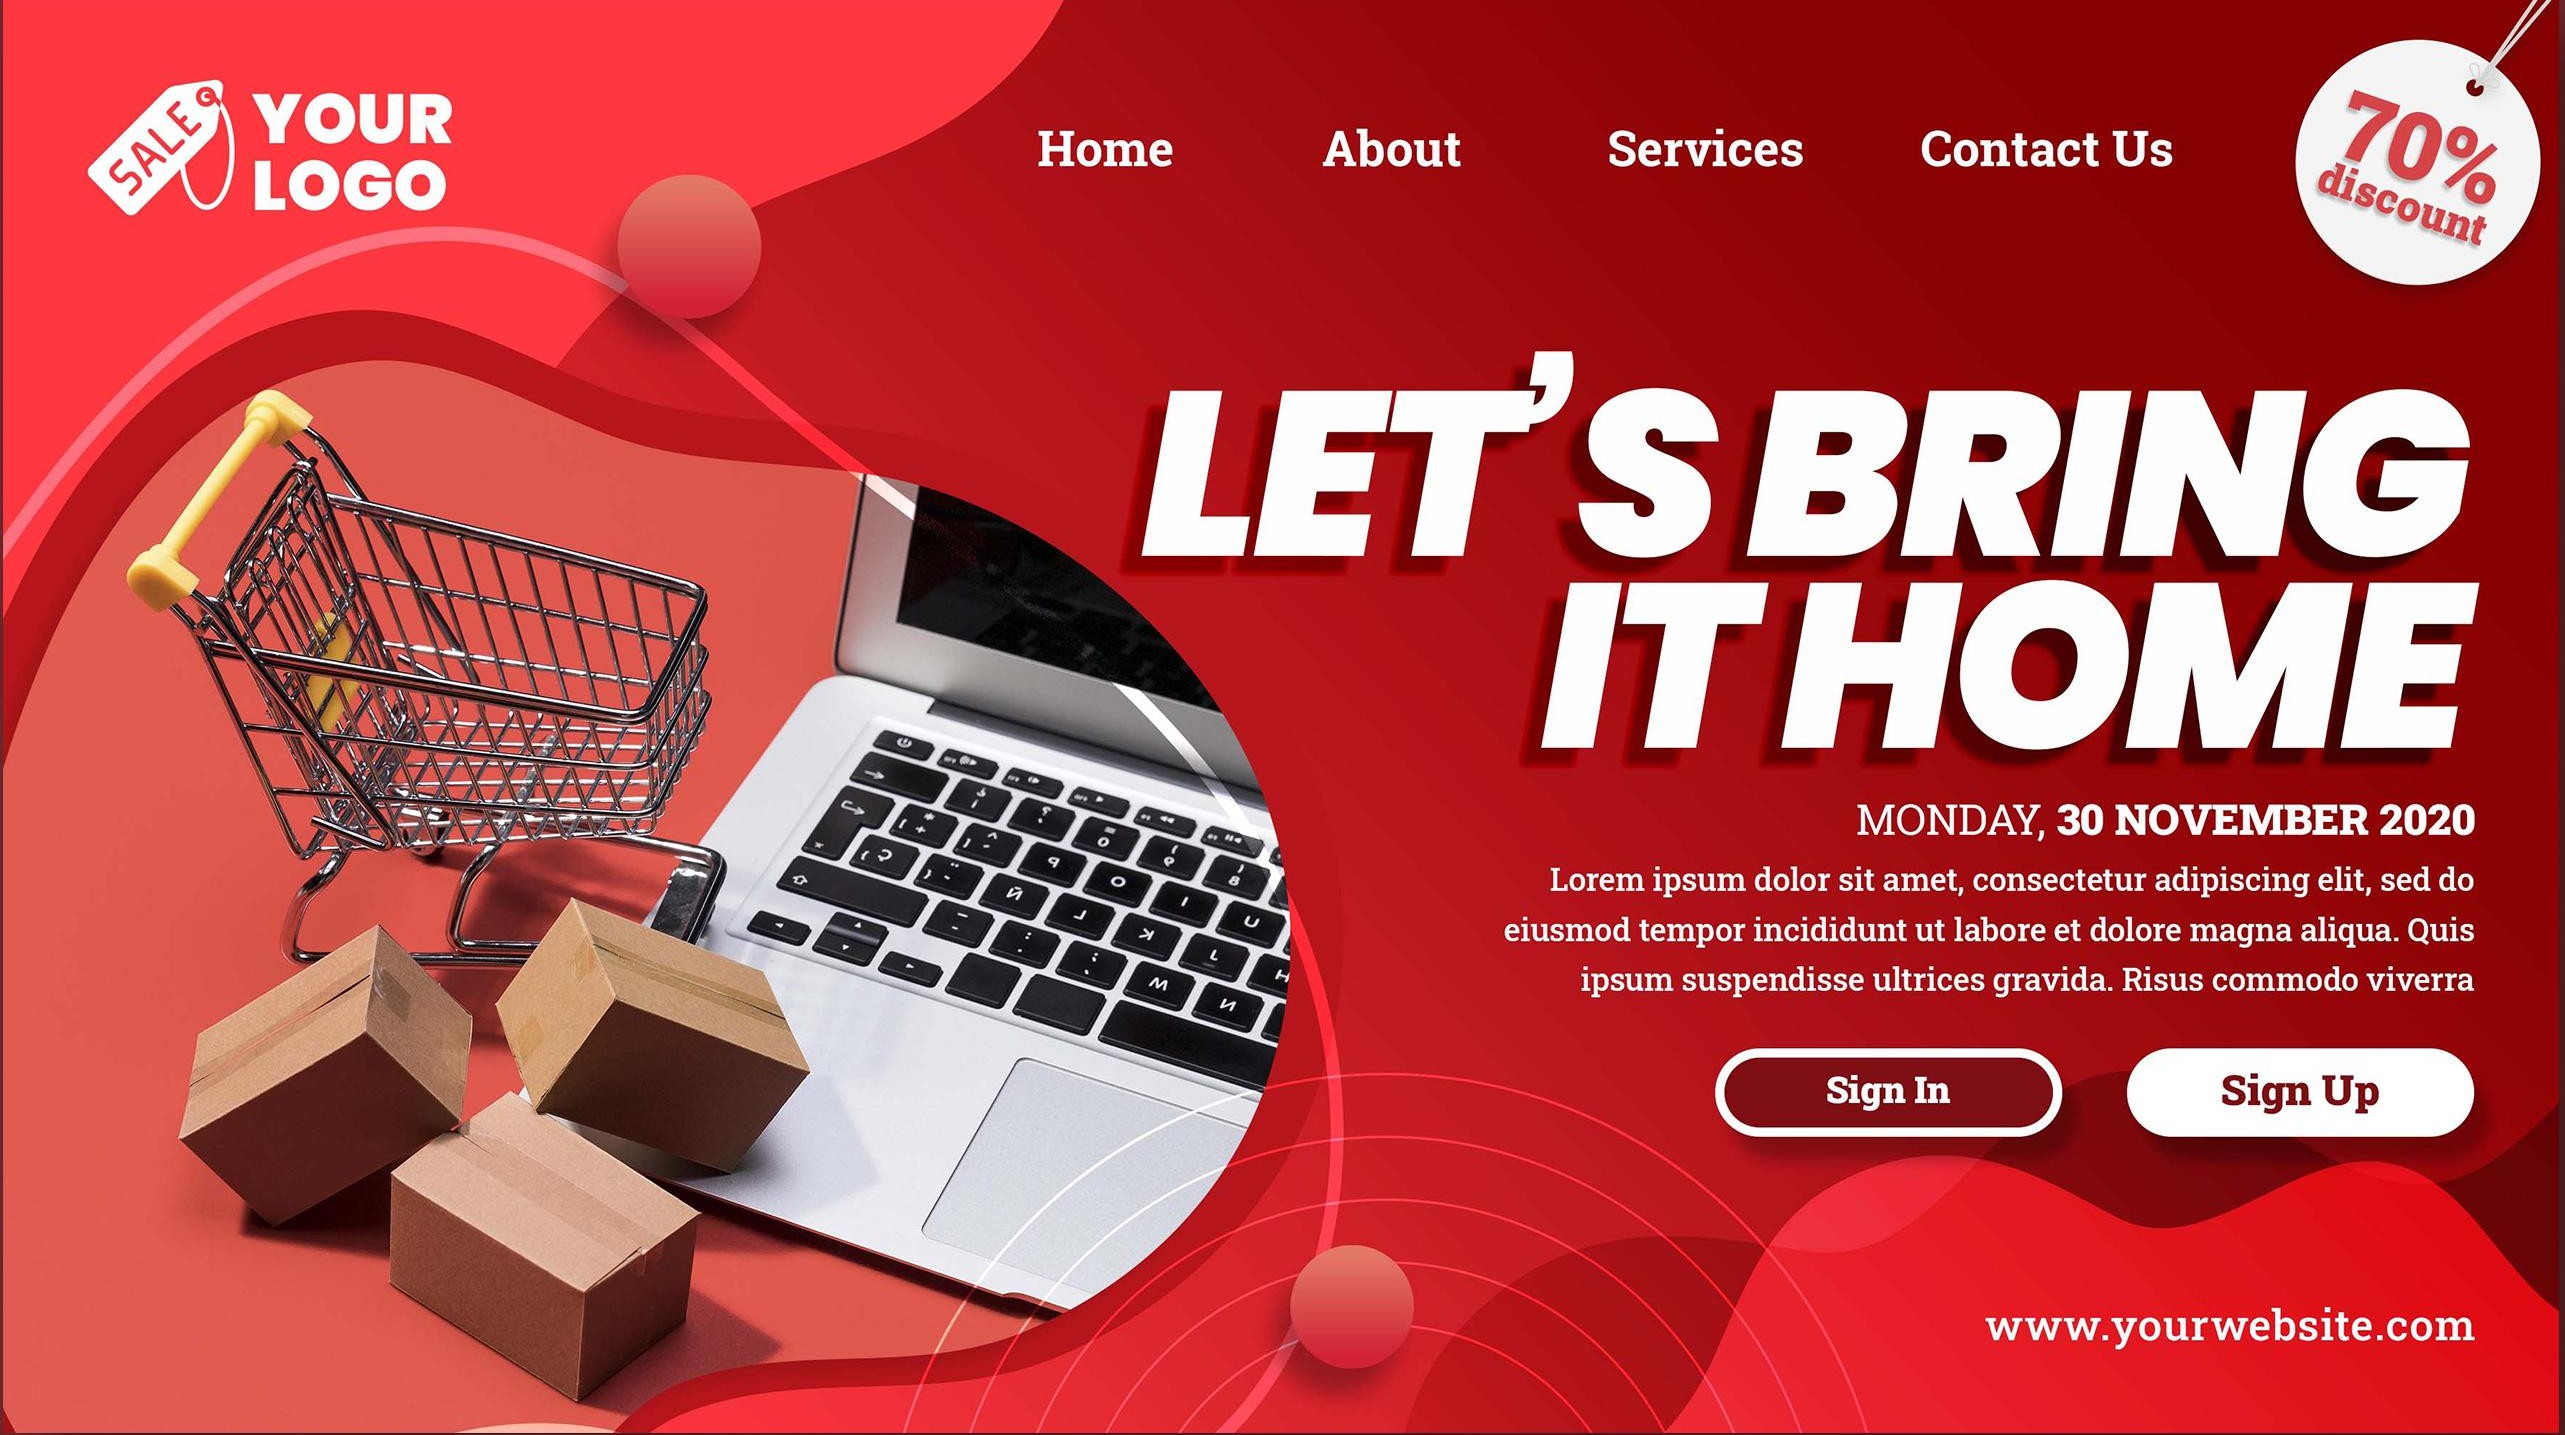 SALE
YOUR
LOGO
Home
About
Services
Contact Us
70%
discount
LET’S BRING
IT HOME
MONDAY, 30 NOVEMBER 2020
Lorem ipsum dolor sit amet, consectetur adipiscing elit, sed do
eiusmod tempor incididunt ut labore et dolore magna aliqua. Quis
ipsum suspendisse ultrices gravida. Risus commodo viverra
Sign In
Sign Up
www.yourwebsite.com